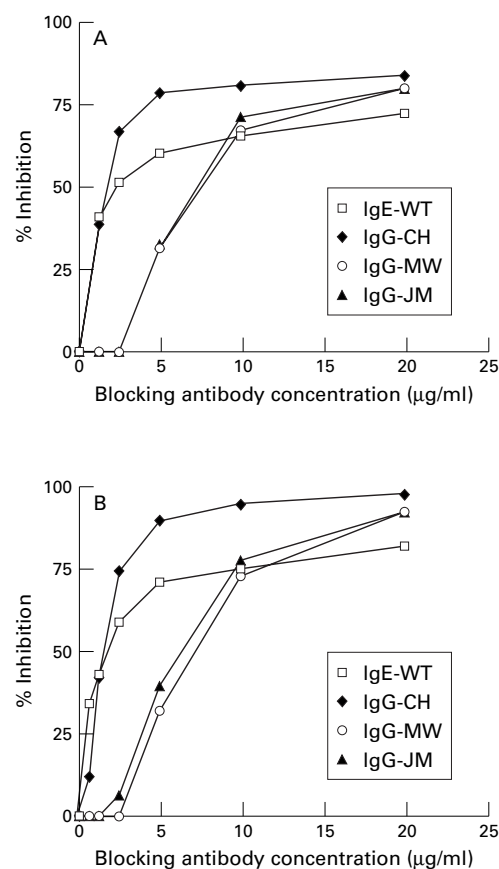 100
A
75
50
25
0
% Inhibition
IgE-WT
IgG-CH
IgG-MW
IgG-JM
0 5 10 15 20 25
Blocking antibody concentration (μg/ml)
100
B
75
50
25
0
% Inhibition
IgE-WT
IgG-CH
IgG-MW
IgG-JM
0 5 10 15 20 25
Blocking antibody concentration (μg/ml)